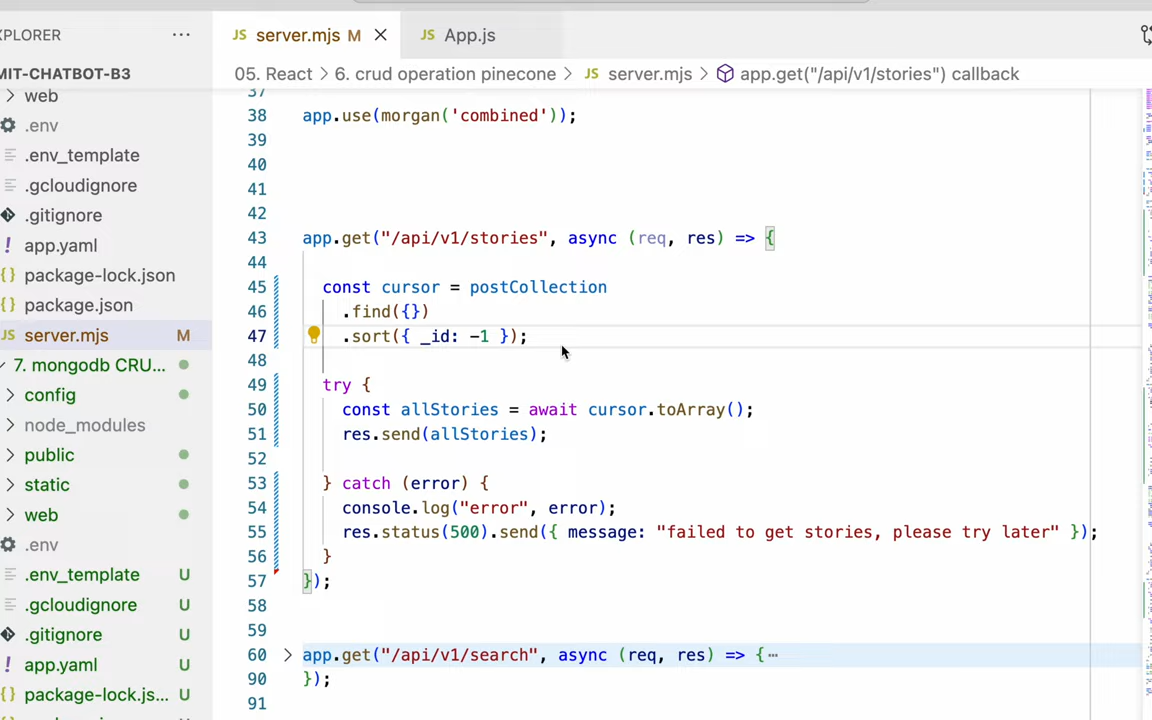 XPLORER ···
MIT-CHATBOT-B3
web
.env
.env_template
.gcloudignore
.gitignore
! app.yaml
{} package-lock.json
{} package.json
JS server.mjs M
7. mongodb CRU...
config
node_modules
public
static
web
.env
.env_template U
.gcloudignore U
.gitignore U
! app.yaml U
{} package-lock.js... U
JS server.mjs M ×
JS App.js
05. React > 6. crud operation pinecone > JS server.mjs > app.get("/api/v1/stories") callback
37
38 app.use(morgan('combined'));
39
40
41
42
43 app.get("/api/v1/stories", async (req, res) => {
44
45 const cursor = postCollection
46 .find({})
47 .sort({ _id: -1 });
48
49 try {
50 const allStories = await cursor.toArray();
51 res.send(allStories);
52
53 } catch (error) {
54 console.log("error", error);
55 res.status(500).send({ message: "failed to get stories, please try later" });
56 }
57 });
58
59
60 > app.get("/api/v1/search", async (req, res) => {···
90 });
91